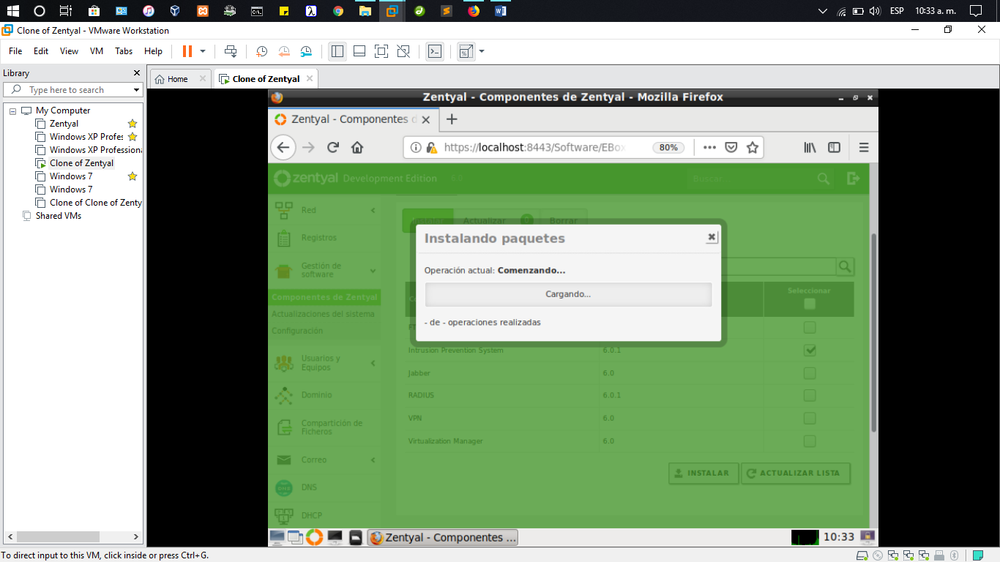 ESP 10:33 a. m.
Clone of Zentyal - VMware Workstation
File Edit View VM Tabs Help
Library
Type here to search
Home
Clone of Zentyal
My Computer
Zentyal
Windows XP Profes
Windows XP Professiona
Clone of Zentyal
Windows 7
Windows 7
Clone of Clone of Zenty
Shared VMs
Zentyal - Componentes de Zentyal - Mozilla Firefox
Zentyal - Componentes d
https://localhost:8443/Software/EBox
80%
zentyal Development Edition 6.0
Buscar
Red
Registros
Gestión de
software
Componentes de Zentyal
Actualizaciones del sistema
Configuración
Usuarios y
Equipos
Dominio
Compartición de
Ficheros
Correo
DNS
DHCP
Actualizar
Borrar
Instalando paquetes
Operación actual: Comenzando...
Cargando...
- de - operaciones realizadas
Seleccionar
Intrusion Prevention System 6.0.1
Jabber 6.0
RADIUS 6.0.1
VPN 6.0
Virtualization Manager 6.0
INSTALAR
ACTUALIZAR LISTA
Zentyal - Componentes ...
10:33
To direct input to this VM, click inside or press Ctrl+G.